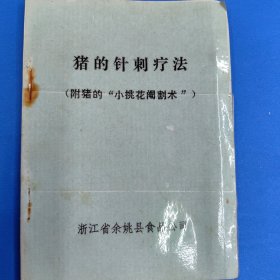 猪的针刺疗法
（附猪的“小挑花阉割术”）
浙江省余姚县食品公司